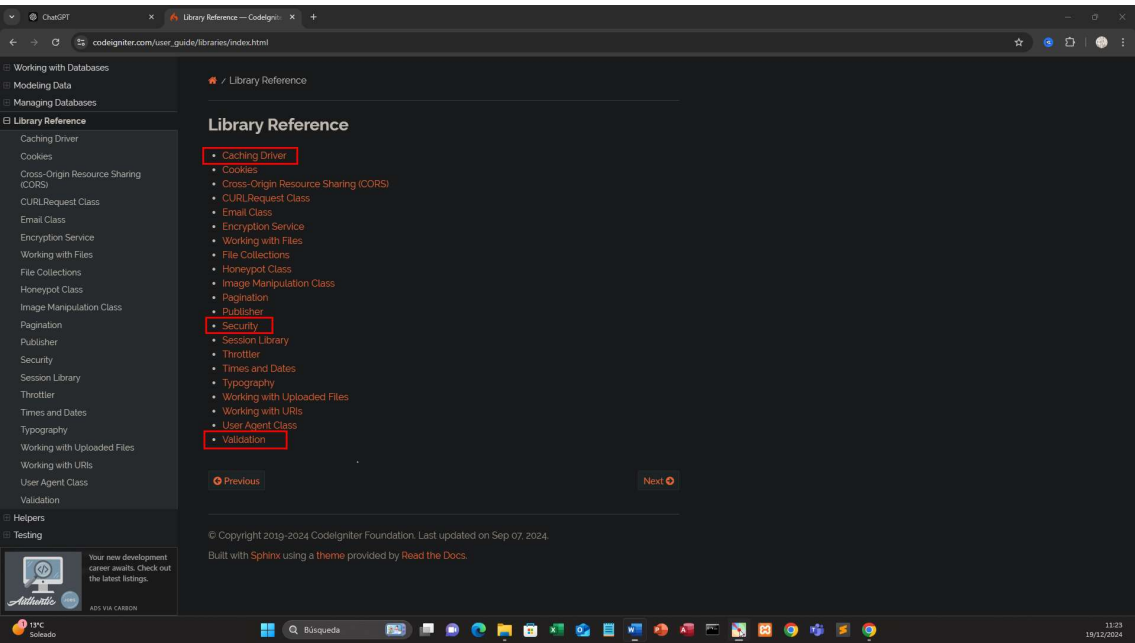 ChatGPT
Library Reference — CodeIgnite
codeigniter.com/user_guide/libraries/index.html
Working with Databases
Modeling Data
Managing Databases
Library Reference
Caching Driver
Cookies
Cross-Origin Resource Sharing
(CORS)
CURLRequest Class
Email Class
Encryption Service
Working with Files
File Collections
Honeypot Class
Image Manipulation Class
Pagination
Publisher
Security
Session Library
Throttler
Times and Dates
Typography
Working with Uploaded Files
Working with URIs
User Agent Class
Validation
Helpers
Testing
Your new development
career awaits. Check out
the latest listings.
Authentic
ADS VIA CARBON
/ Library Reference
Library Reference
• Caching Driver
• Cookies
• Cross-Origin Resource Sharing (CORS)
• CURLRequest Class
• Email Class
• Encryption Service
• Working with Files
• File Collections
• Honeypot Class
• Image Manipulation Class
• Pagination
• Publisher
• Security
• Session Library
• Throttler
• Times and Dates
• Typography
• Working with Uploaded Files
• Working with URIs
• User Agent Class
• Validation
Previous
Next
© Copyright 2019-2024 CodeIgniter Foundation. Last updated on Sep 07, 2024.
Built with Sphinx using a theme provided by Read the Docs.
13°C
Soleado
Búsqueda
11:23
19/12/2024